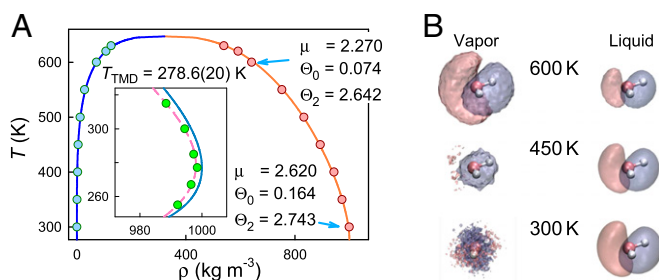 A
T (K)
600
500
400
300
T_TMD = 278.6(20) K
μ = 2.270
Θ₀ = 0.074
Θ₂ = 2.642
300
260
980
1000
μ = 2.620
Θ₀ = 0.164
Θ₂ = 2.743
0
400
800
ρ (kg m⁻³)
B
Vapor
Liquid
600 K
450 K
300 K